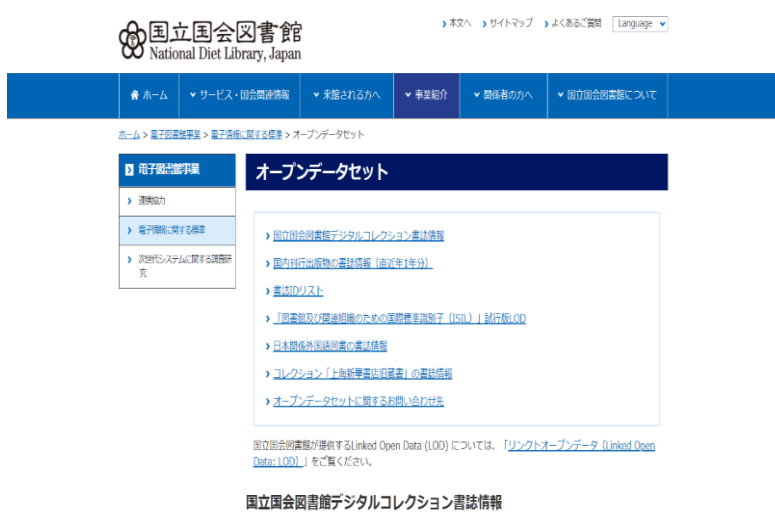 国立国会図書館
National Diet Library, Japan
本文へ サイトマップ よくあるご質問 Language
ホーム サービス・国会関連情報 来館される方へ 事業紹介 関係者の方へ 国立国会図書館について
ホーム > 電子図書館事業 > 電子情報に関する標準 > オープンデータセット
電子図書館事業
連携協力
電子情報に関する標準
次世代システムに関する調査研
究
オープンデータセット
国立国会図書館デジタルコレクション書誌情報
国内刊行出版物の書誌情報（直近年1年分）
書誌IDリスト
「図書館及び関連組織のための国際標準識別子（ISIL）」試行版LOD
日本関係外国語図書の書誌情報
コレクション「上海新華書店旧蔵書」の書誌情報
オープンデータセットに関するお問い合わせ先
国立国会図書館が提供するLinked Open Data (LOD) については、「リンクトオープンデータ（Linked Open
Data: LOD）」をご覧ください。
国立国会図書館デジタルコレクション書誌情報